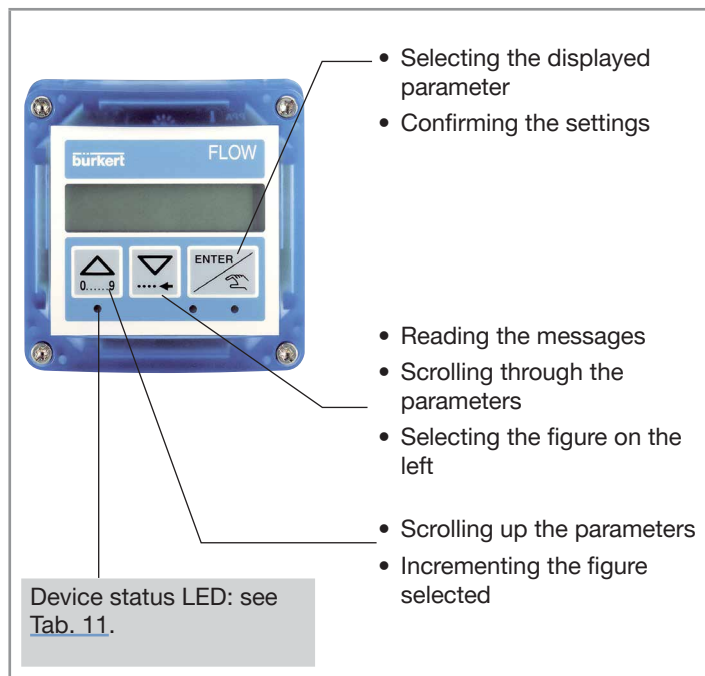 • Selecting the displayed
parameter
• Confirming the settings
bürkert
FLOW
ENTER
0......9
• Reading the messages
• Scrolling through the
parameters
• Selecting the figure on the
left
• Scrolling up the parameters
• Incrementing the figure
selected
Device status LED: see
Tab. 11.